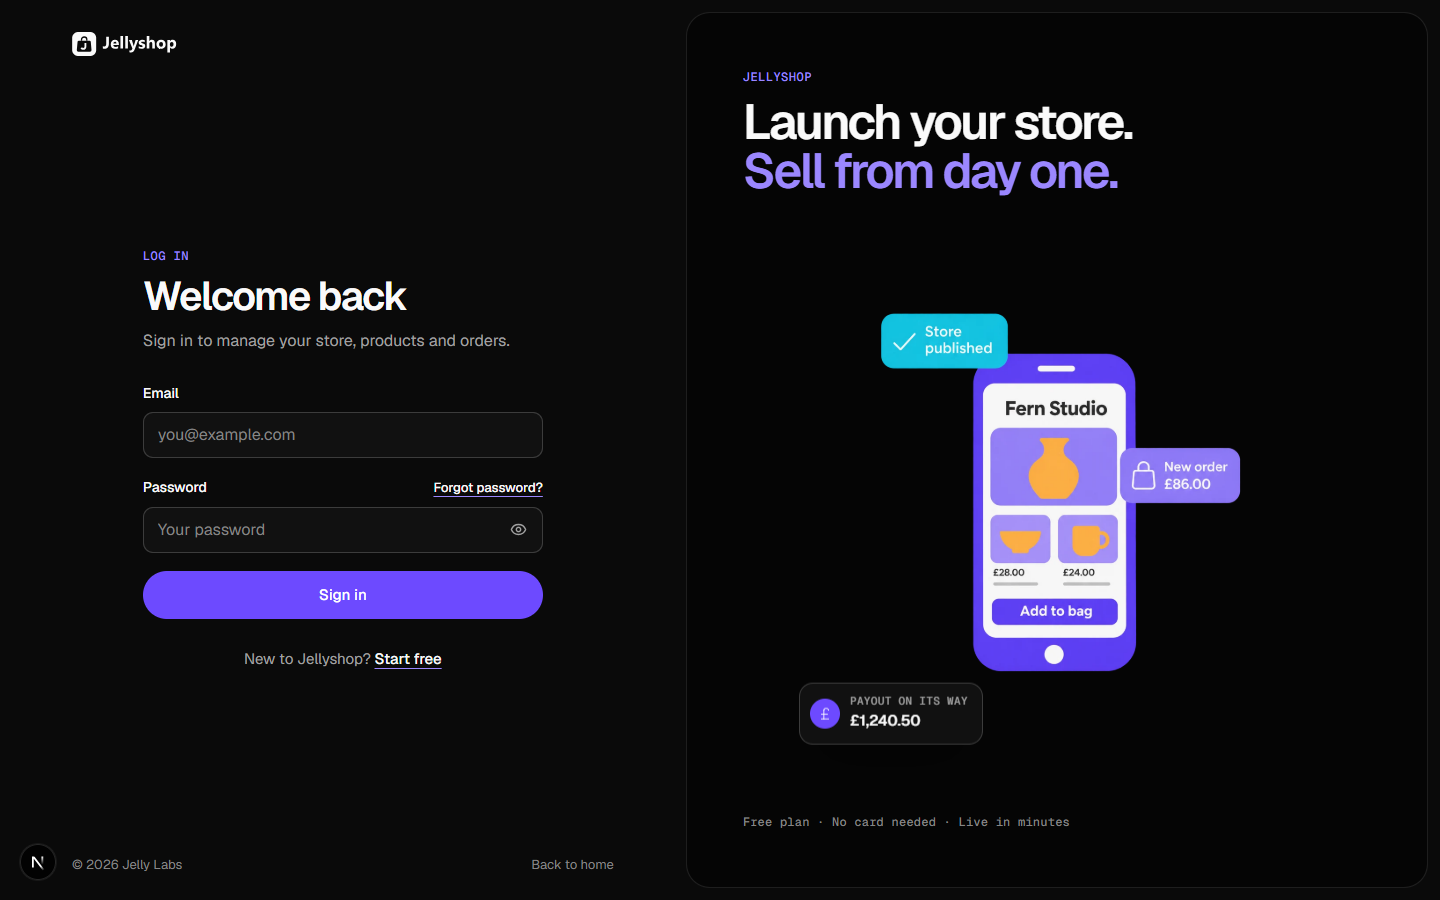 Jellyshop
LOG IN
Welcome back
Sign in to manage your store, products and orders.
Email
you@example.com
Password
Forgot password?
Your password
Sign in
New to Jellyshop? Start free
© 2026 Jelly Labs
Back to home
JELLYSHOP
Launch your store.
Sell from day one.
Store
published
Fern Studio
New order
£86.00
£28.00
£24.00
Add to bag
£
PAYOUT ON ITS WAY
£1,240.50
Free plan · No card needed · Live in minutes
N